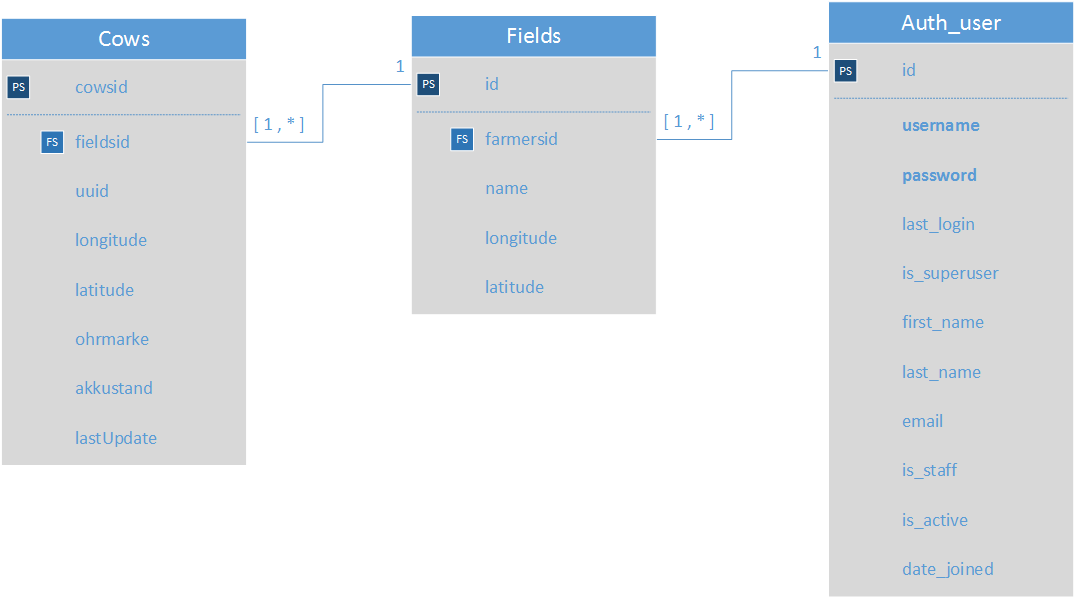 Cows
PS cowsid
FS fieldsid
uuid
longitude
latitude
ohrmarke
akkustand
lastUpdate
[1,*]
1
Fields
PS id
FS farmersid
name
longitude
latitude
[1,*]
1
Auth_user
PS id
username
password
last_login
is_superuser
first_name
last_name
email
is_staff
is_active
date_joined